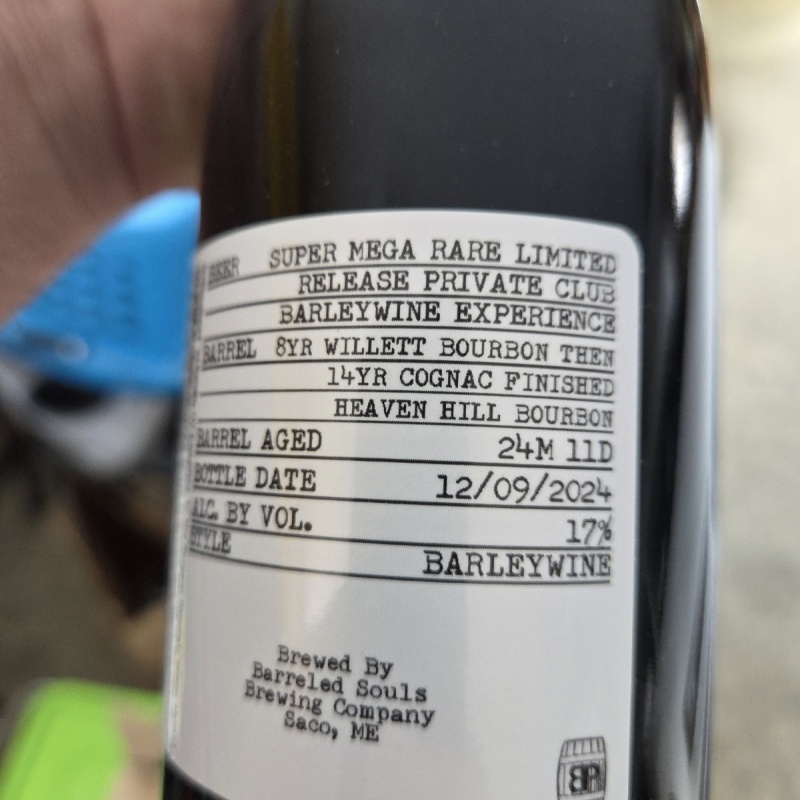 BEER SUPER MEGA RARE LIMITED
RELEASE PRIVATE CLUB
BARLEYWINE EXPERIENCE
BARREL 8YR WILLETT BOURBON THEN
14YR COGNAC FINISHED
HEAVEN HILL BOURBON
BARREL AGED 24M 11D
BOTTLE DATE 12/09/2024
ALC. BY VOL. 17%
STYLE BARLEYWINE
Brewed By
Barreled Souls
Brewing Company
Saco, ME